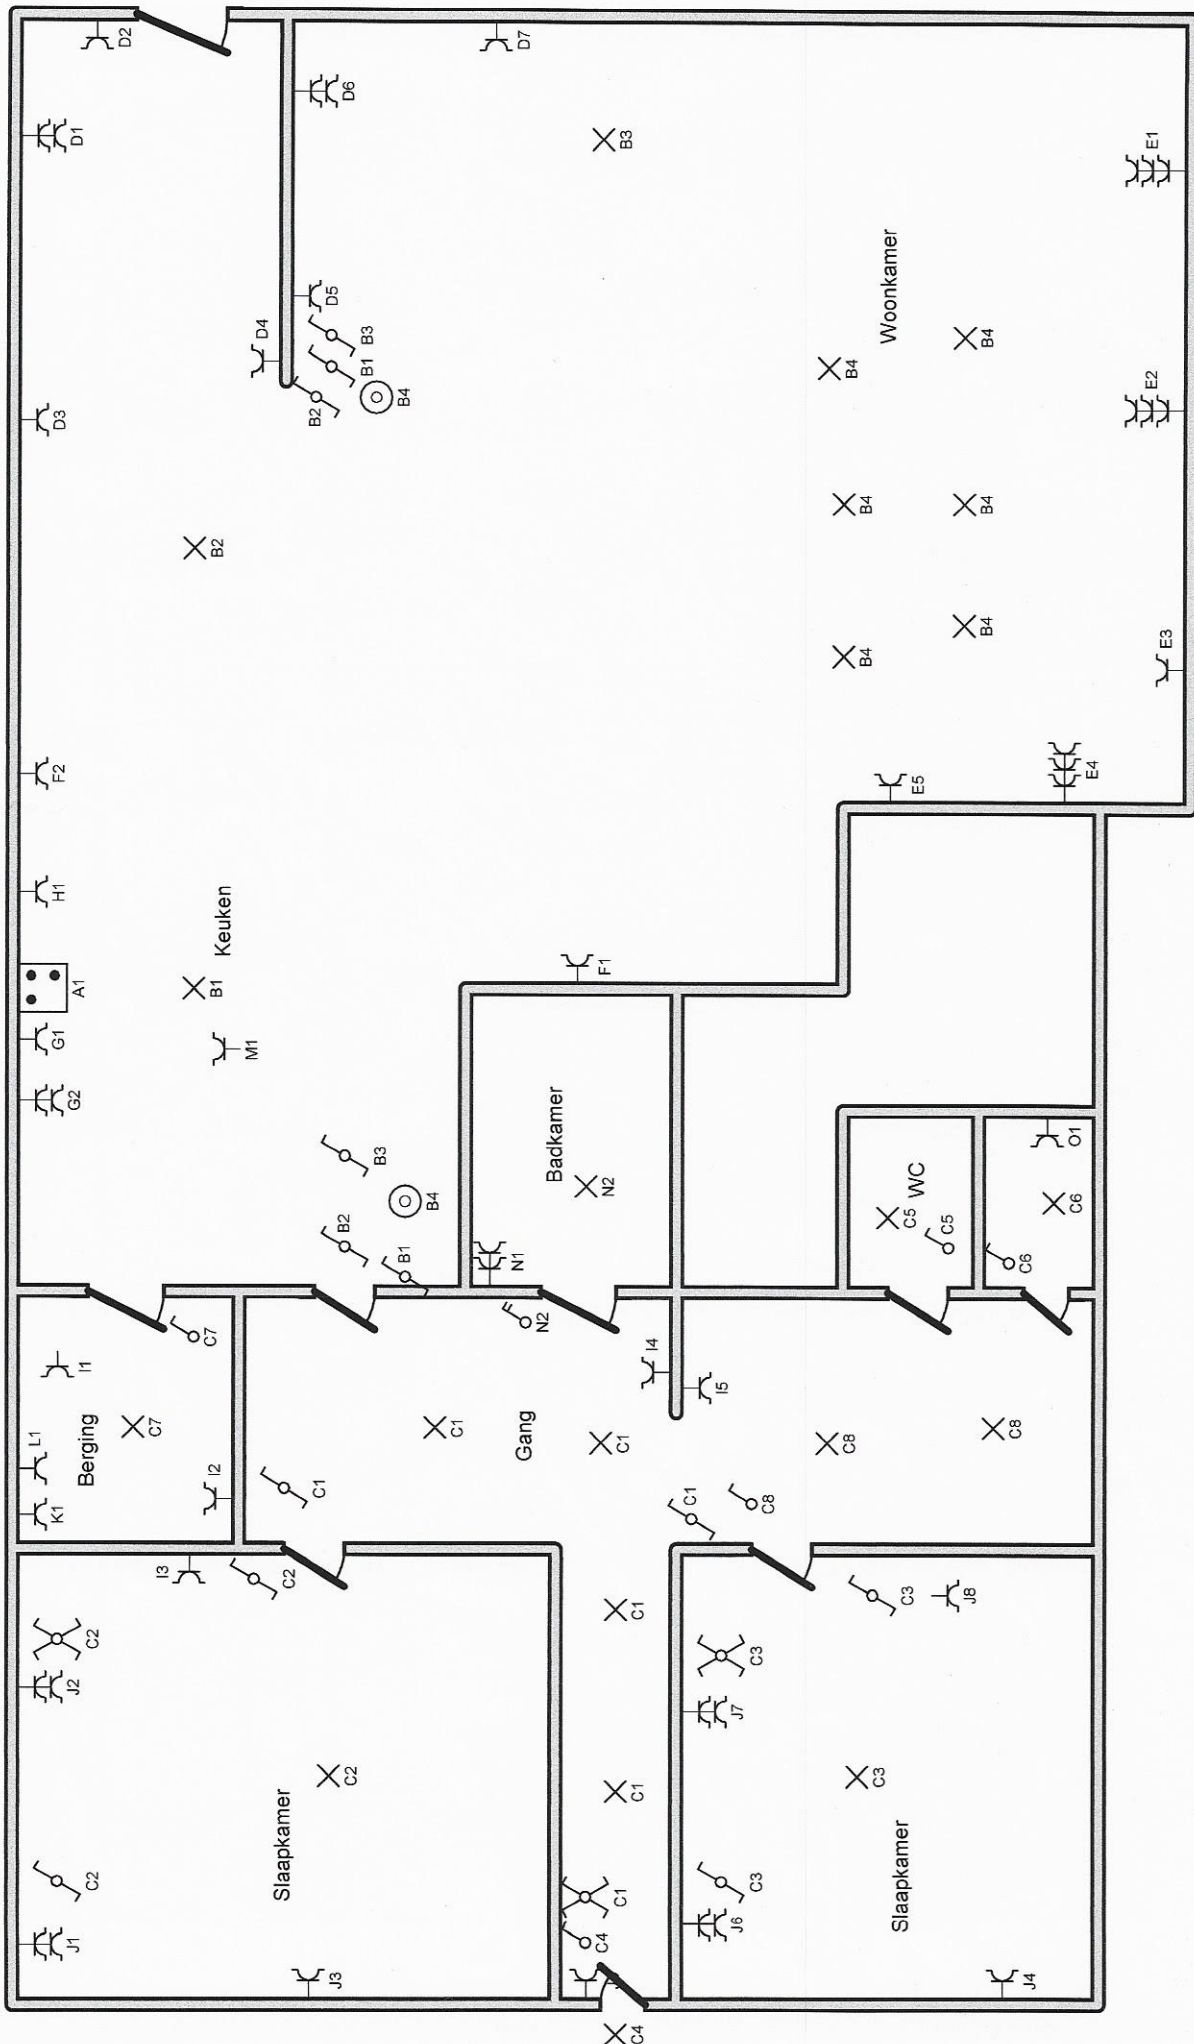 D2
D1
D7
D6
B3
E1
Woonkamer
D5
D4
B3
B1
B2
B4
D3
B4
B4
E2
B2
B4
B4
B4
B4
E3
F2
E4
E5
H1
Keuken
F1
A1
B1
G1
M1
G2
Badkamer
O1
B3
N2
WC
C5
C6
B4
B2
B1
N1
C5
C6
C7
N2
I1
I4
I5
L1
Berging
C7
C1
Gang
C1
C8
C8
K1
I2
C1
C1
C8
I3
C2
C2
C1
C3
J8
C3
J2
J7
C2
C1
C3
Slaapkamer
C2
C1
C3
Slaapkamer
J1
C4
J6
J3
J4
C4